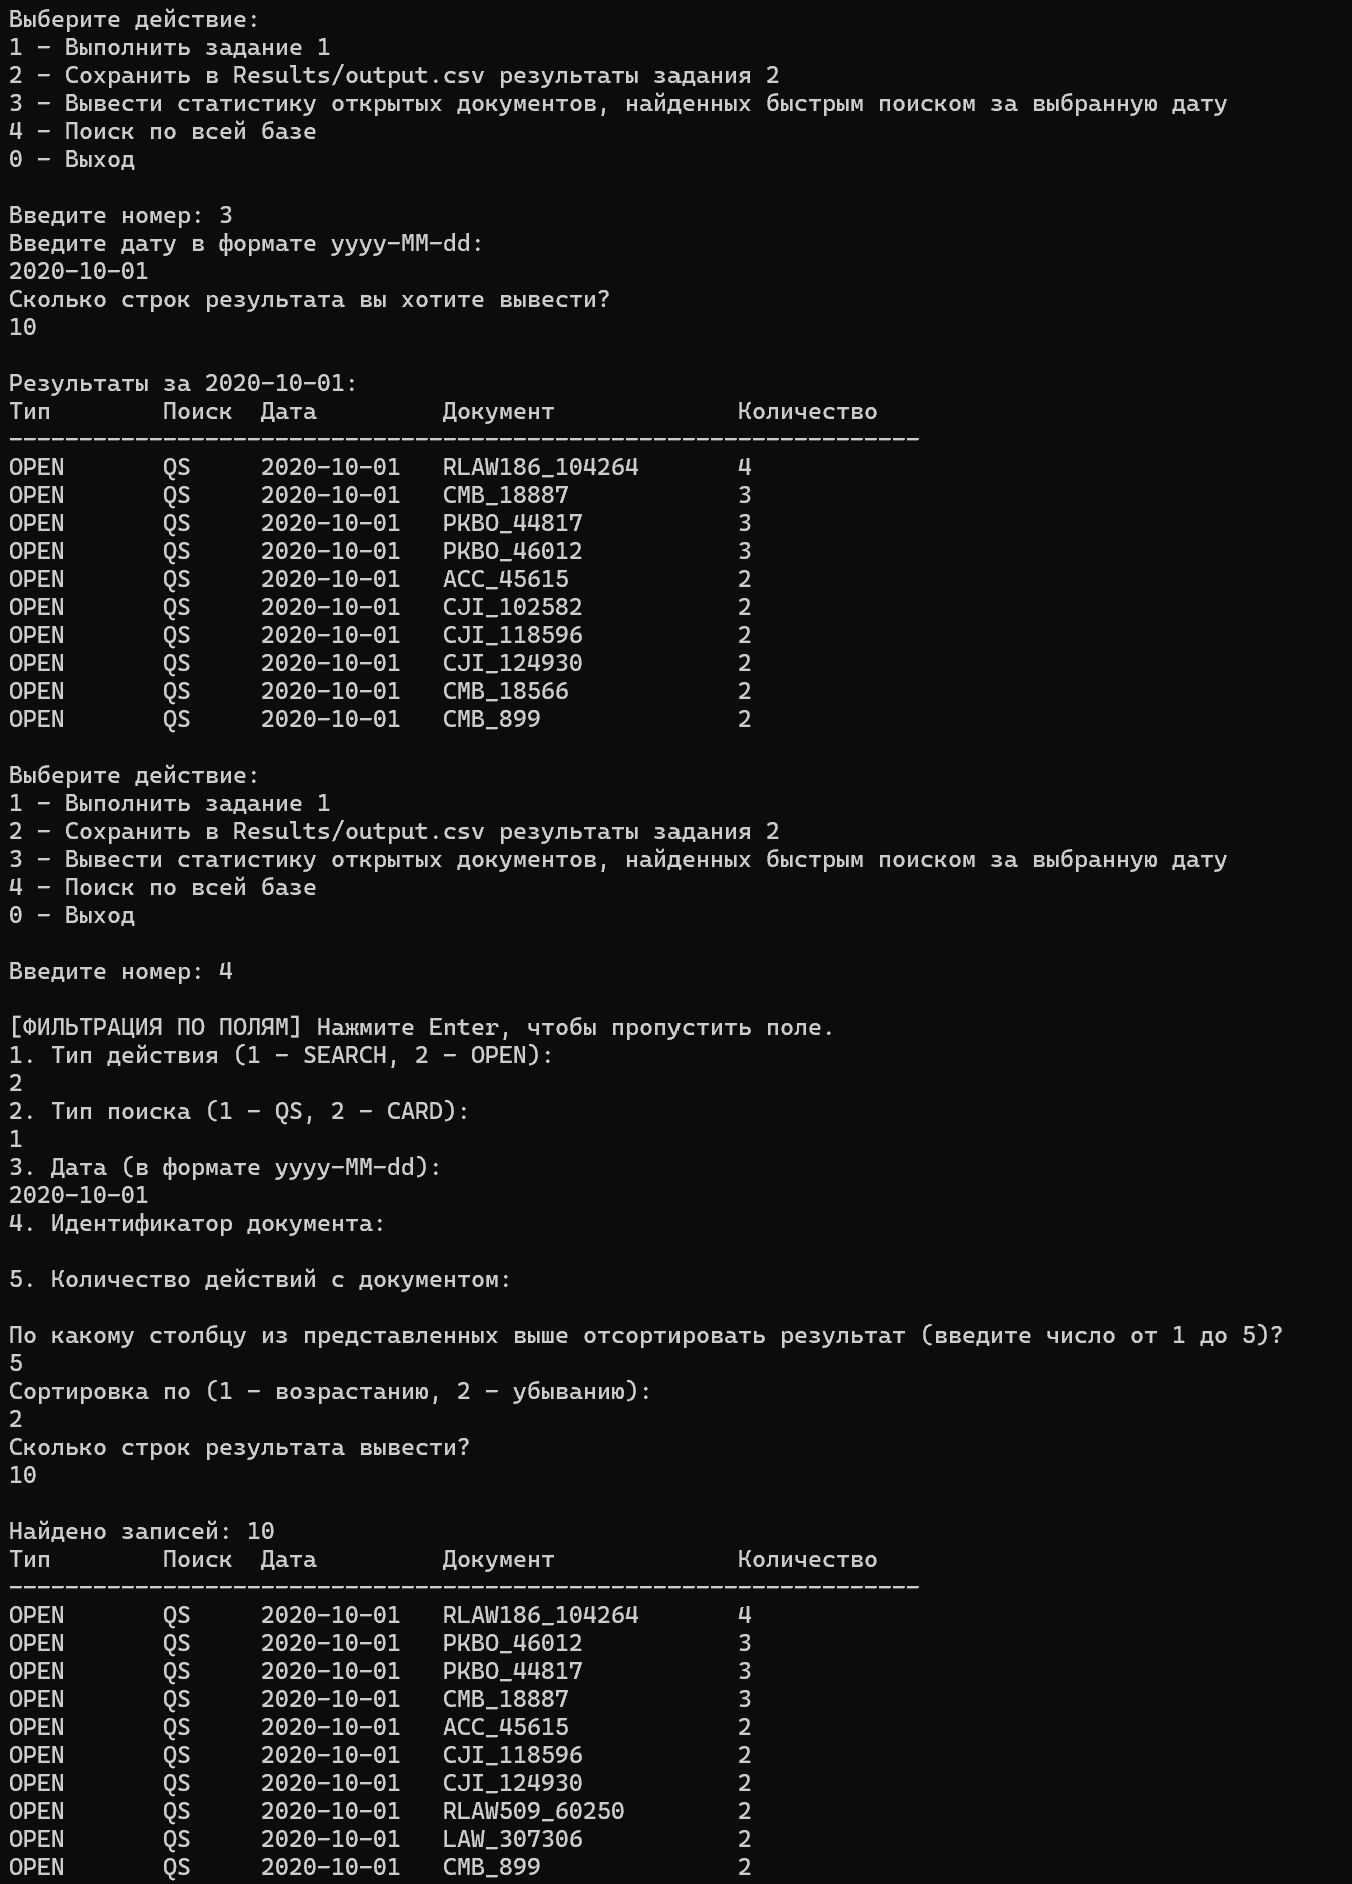 Выберите действие:
1 - Выполнить задание 1
2 - Сохранить в Results/output.csv результаты задания 2
3 - Вывести статистику открытых документов, найденных быстрым поиском за выбранную дату
4 - Поиск по всей базе
0 - Выход
Введите номер: 3
Введите дату в формате yyyy-MM-dd:
2020-10-01
Сколько строк результата вы хотите вывести?
10
Результаты за 2020-10-01:
Тип Поиск Дата Документ Количество
-----------------------------------------------------------------
OPEN QS 2020-10-01 RLAW186_104264 4
OPEN QS 2020-10-01 CMB_18887 3
OPEN QS 2020-10-01 PKBO_44817 3
OPEN QS 2020-10-01 PKBO_46012 3
OPEN QS 2020-10-01 ACC_45615 2
OPEN QS 2020-10-01 CJI_102582 2
OPEN QS 2020-10-01 CJI_118596 2
OPEN QS 2020-10-01 CJI_124930 2
OPEN QS 2020-10-01 CMB_18566 2
OPEN QS 2020-10-01 CMB_899 2
Выберите действие:
1 - Выполнить задание 1
2 - Сохранить в Results/output.csv результаты задания 2
3 - Вывести статистику открытых документов, найденных быстрым поиском за выбранную дату
4 - Поиск по всей базе
0 - Выход
Введите номер: 4
[ФИЛЬТРАЦИЯ ПО ПОЛЯМ] Нажмите Enter, чтобы пропустить поле.
1. Тип действия (1 - SEARCH, 2 - OPEN):
2
2. Тип поиска (1 - QS, 2 - CARD):
1
3. Дата (в формате yyyy-MM-dd):
2020-10-01
4. Идентификатор документа:
5. Количество действий с документом:
По какому столбцу из представленных выше отсортировать результат (введите число от 1 до 5)?
5
Сортировка по (1 - возрастанию, 2 - убыванию):
2
Сколько строк результата вывести?
10
Найдено записей: 10
Тип Поиск Дата Документ Количество
-----------------------------------------------------------------
OPEN QS 2020-10-01 RLAW186_104264 4
OPEN QS 2020-10-01 PKBO_46012 3
OPEN QS 2020-10-01 PKBO_44817 3
OPEN QS 2020-10-01 CMB_18887 3
OPEN QS 2020-10-01 ACC_45615 2
OPEN QS 2020-10-01 CJI_118596 2
OPEN QS 2020-10-01 CJI_124930 2
OPEN QS 2020-10-01 RLAW509_60250 2
OPEN QS 2020-10-01 LAW_307306 2
OPEN QS 2020-10-01 CMB_899 2